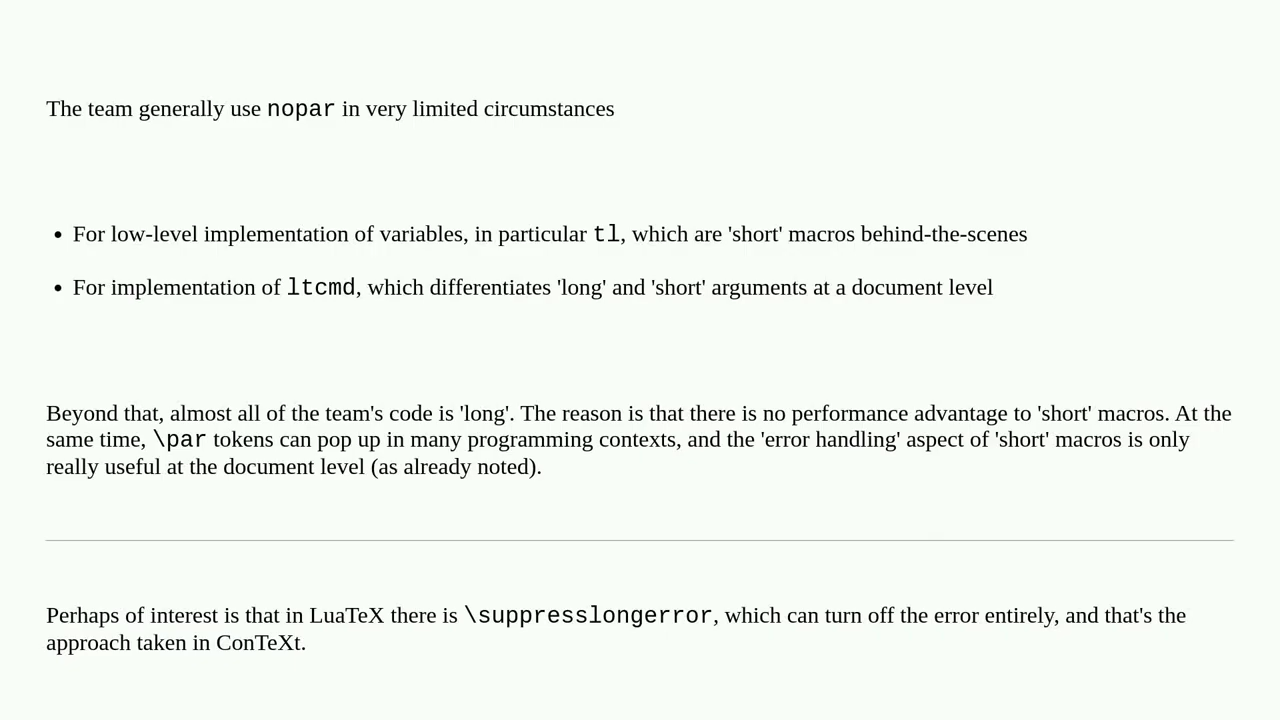 The team generally use nopar in very limited circumstances
• For low-level implementation of variables, in particular tl, which are 'short' macros behind-the-scenes
• For implementation of ltcmd, which differentiates 'long' and 'short' arguments at a document level
Beyond that, almost all of the team's code is 'long'. The reason is that there is no performance advantage to 'short' macros. At the
same time, \par tokens can pop up in many programming contexts, and the 'error handling' aspect of 'short' macros is only
really useful at the document level (as already noted).
Perhaps of interest is that in LuaTeX there is \suppresslongerror, which can turn off the error entirely, and that's the
approach taken in ConTeXt.